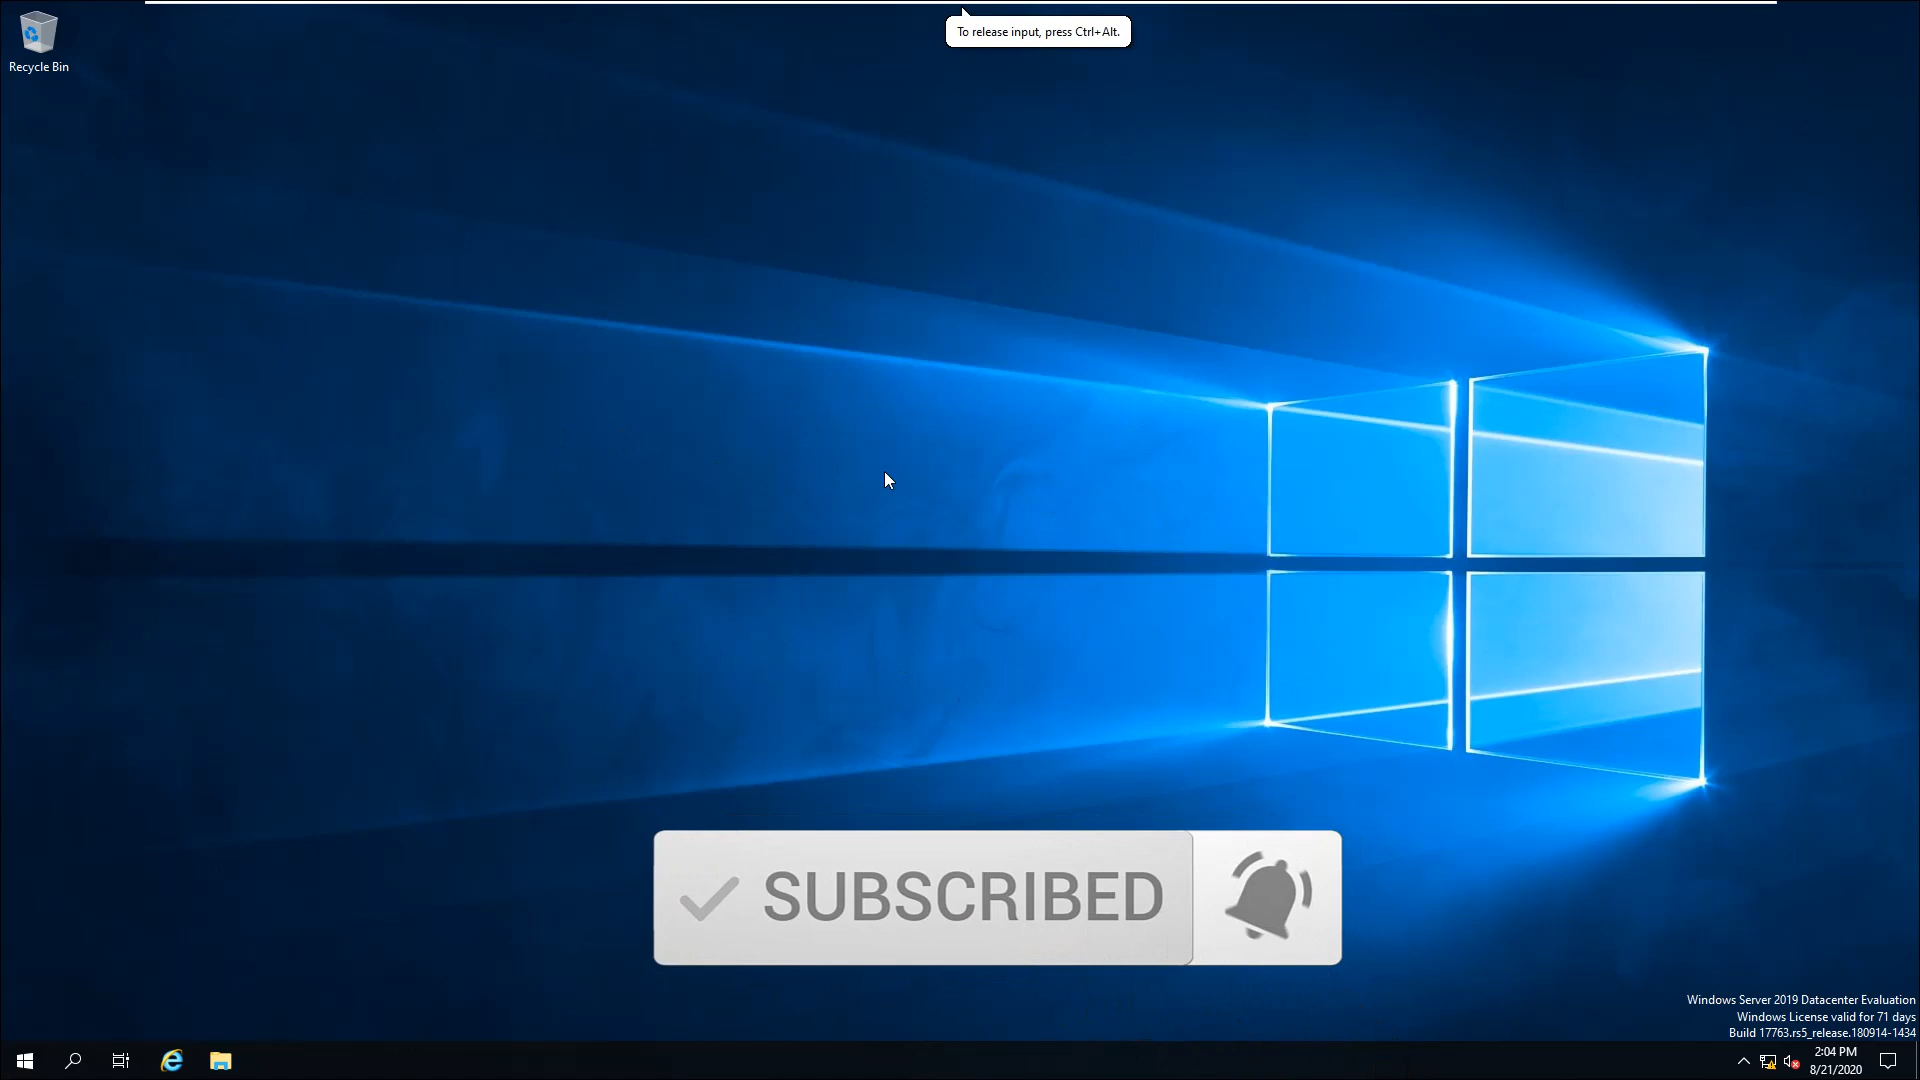 To release input, press Ctrl+Alt.
Recycle Bin
SUBSCRIBED
Windows Server 2019 Datacenter Evaluation
Windows License valid for 71 days
Build 17763.rs5_release.180914-1434
2:04 PM
8/21/2020